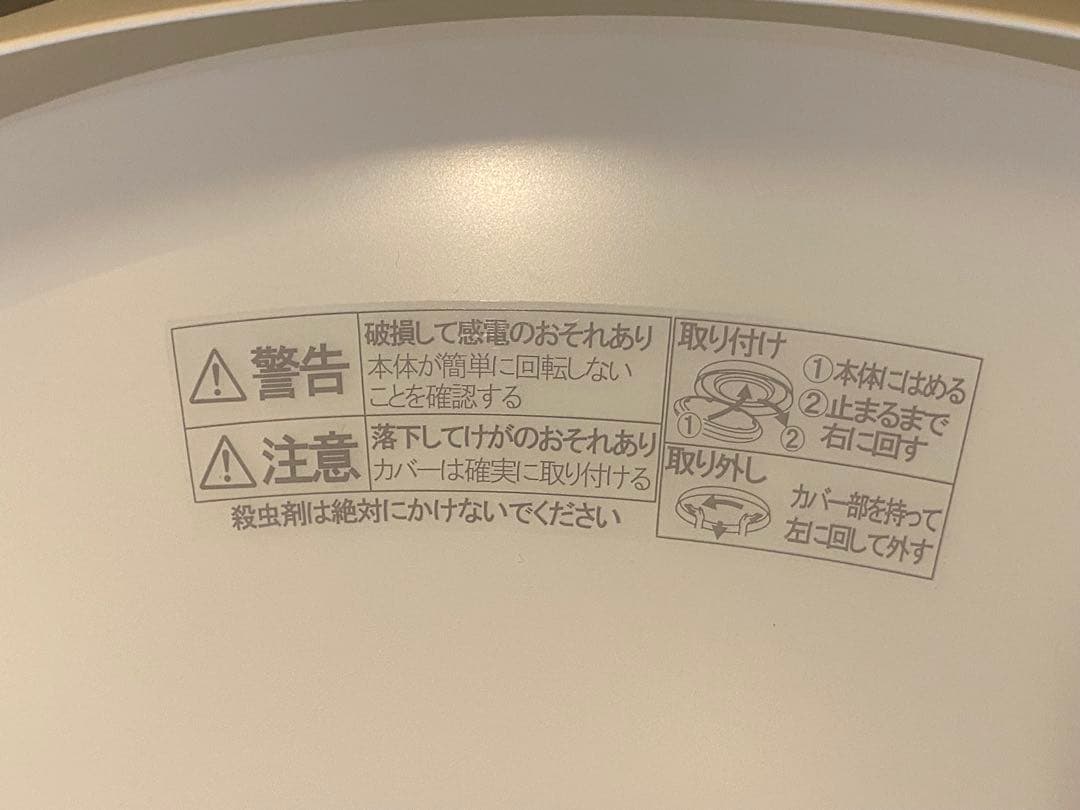 警告
破損して感電のおそれあり
本体が簡単に回転しない
ことを確認する
注意
落下してけがのおそれあり
カバーは確実に取り付ける
殺虫剤は絶対にかけないでください
取り付け
①本体にはめる
②止まるまで
右に回す
①
②
取り外し
カバー部を持って
左に回して外す